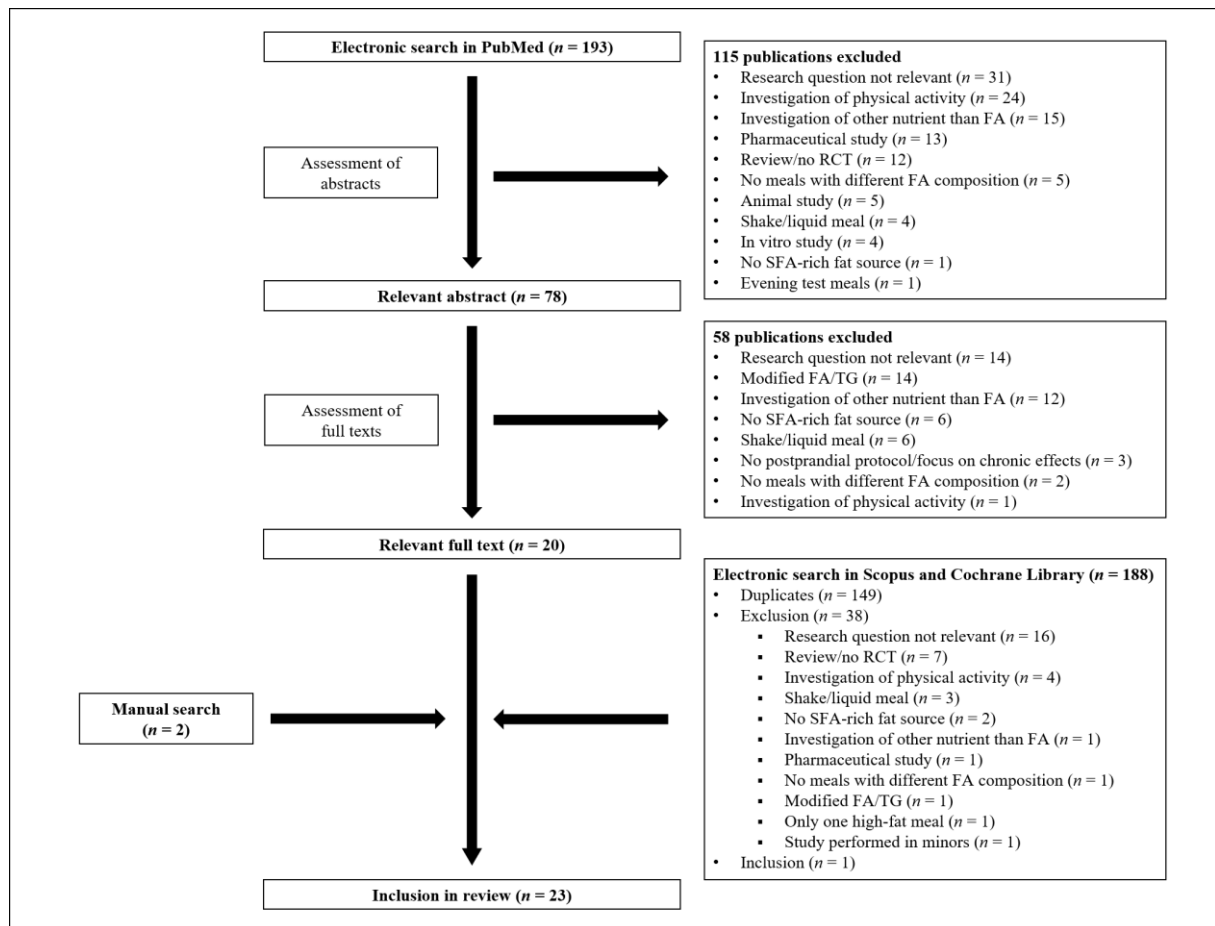 Electronic search in PubMed (n = 193)
115 publications excluded
• Research question not relevant (n = 31)
• Investigation of physical activity (n = 24)
• Investigation of other nutrient than FA (n = 15)
• Pharmaceutical study (n = 13)
• Review/no RCT (n = 12)
• No meals with different FA composition (n = 5)
• Animal study (n = 5)
• Shake/liquid meal (n = 4)
• In vitro study (n = 4)
• No SFA-rich fat source (n = 1)
• Evening test meals (n = 1)
Assessment of
abstracts
Relevant abstract (n = 78)
58 publications excluded
• Research question not relevant (n = 14)
• Modified FA/TG (n = 14)
• Investigation of other nutrient than FA (n = 12)
• No SFA-rich fat source (n = 6)
• Shake/liquid meal (n = 6)
• No postprandial protocol/focus on chronic effects (n = 3)
• No meals with different FA composition (n = 2)
• Investigation of physical activity (n = 1)
Assessment of
full texts
Relevant full text (n = 20)
Electronic search in Scopus and Cochrane Library (n = 188)
• Duplicates (n = 149)
• Exclusion (n = 38)
▪ Research question not relevant (n = 16)
▪ Review/no RCT (n = 7)
▪ Investigation of physical activity (n = 4)
▪ Shake/liquid meal (n = 3)
▪ No SFA-rich fat source (n = 2)
▪ Investigation of other nutrient than FA (n = 1)
▪ Pharmaceutical study (n = 1)
▪ No meals with different FA composition (n = 1)
▪ Modified FA/TG (n = 1)
▪ Only one high-fat meal (n = 1)
▪ Study performed in minors (n = 1)
• Inclusion (n = 1)
Manual search
(n = 2)
Inclusion in review (n = 23)